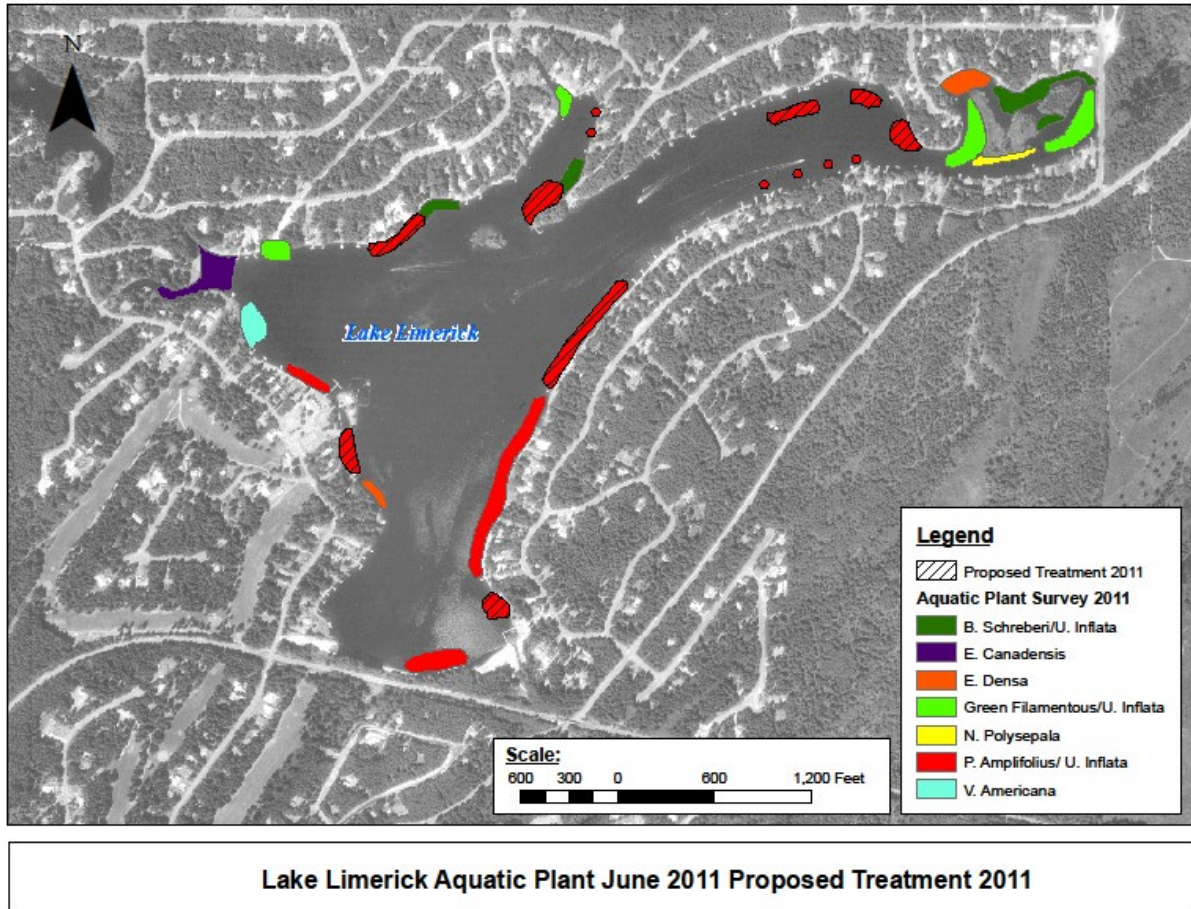 N
Lake Limerick
Legend
Proposed Treatment 2011
Aquatic Plant Survey 2011
B. Schreberi/U. Inflata
E. Canadensis
E. Densa
Green Filamentous/U. Inflata
N. Polysepala
P. Amplifolius/ U. Inflata
V. Americana
Scale:
600 300 0 600 1,200 Feet
Lake Limerick Aquatic Plant June 2011 Proposed Treatment 2011